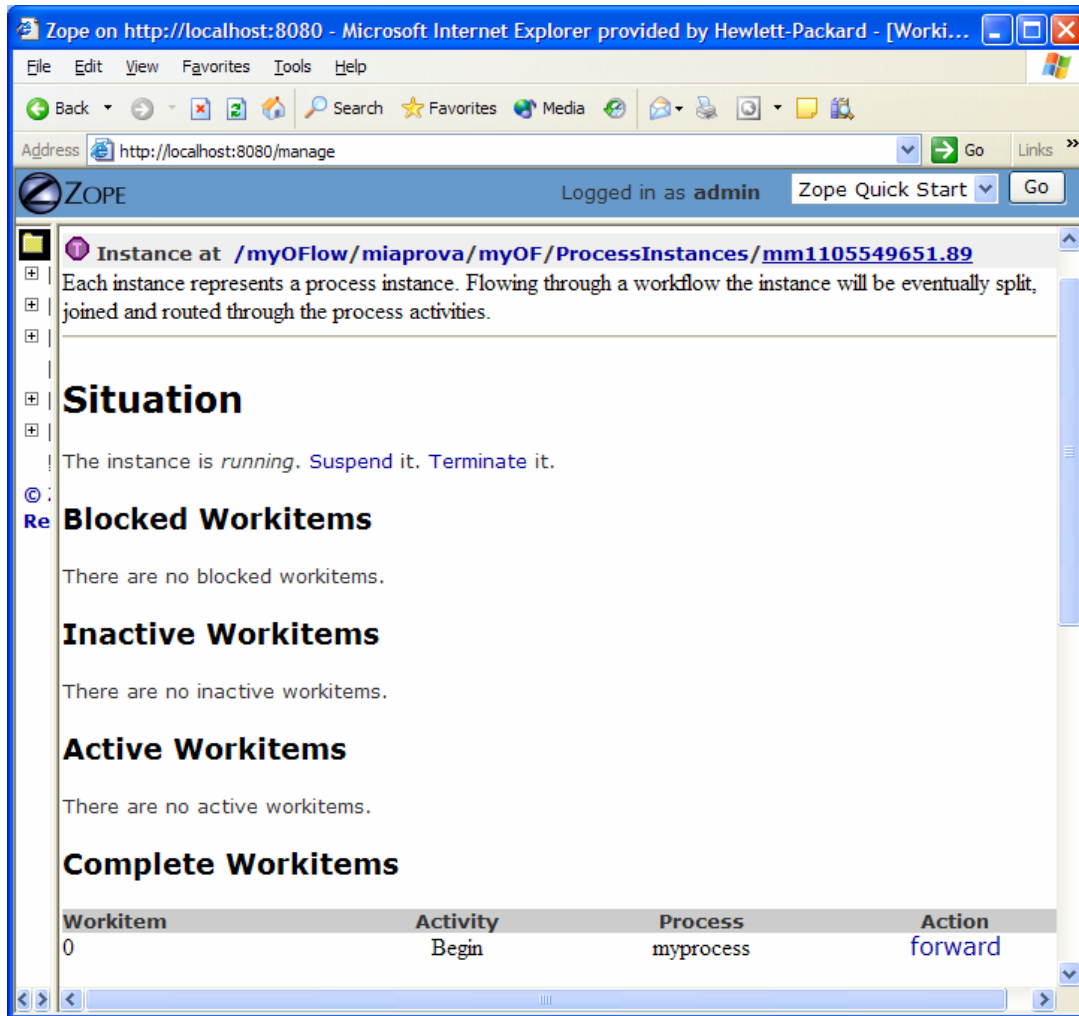 Zope on http://localhost:8080 - Microsoft Internet Explorer provided by Hewlett-Packard - [Worki...
File Edit View Favorites Tools Help
Back Search Favorites Media
Address http://localhost:8080/manage Go Links »
ZOPE Logged in as admin Zope Quick Start Go
T Instance at /myOFlow/miaprova/myOF/ProcessInstances/mm1105549651.89
Each instance represents a process instance. Flowing through a workflow the instance will be eventually split,
joined and routed through the process activities.
Situation
The instance is running. Suspend it. Terminate it.
©
Re
Blocked Workitems
There are no blocked workitems.
Inactive Workitems
There are no inactive workitems.
Active Workitems
There are no active workitems.
Complete Workitems
Workitem Activity Process Action
0 Begin myprocess forward